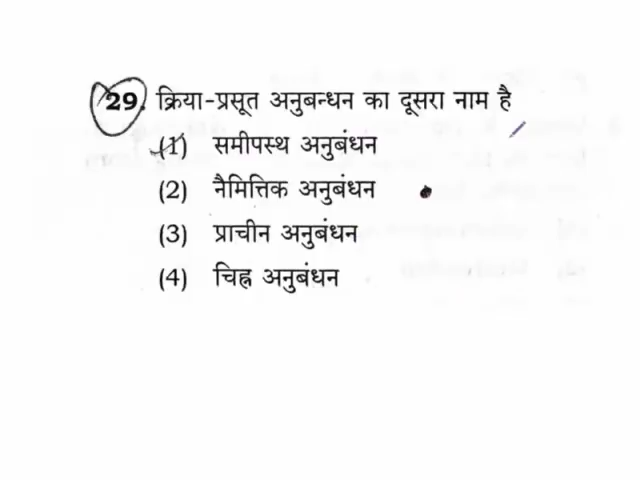 29. क्रिया-प्रसूत अनुबन्धन का दूसरा नाम है
(1) समीपस्थ अनुबंधन
(2) नैमित्तिक अनुबंधन
(3) प्राचीन अनुबंधन
(4) चिह्न अनुबंधन